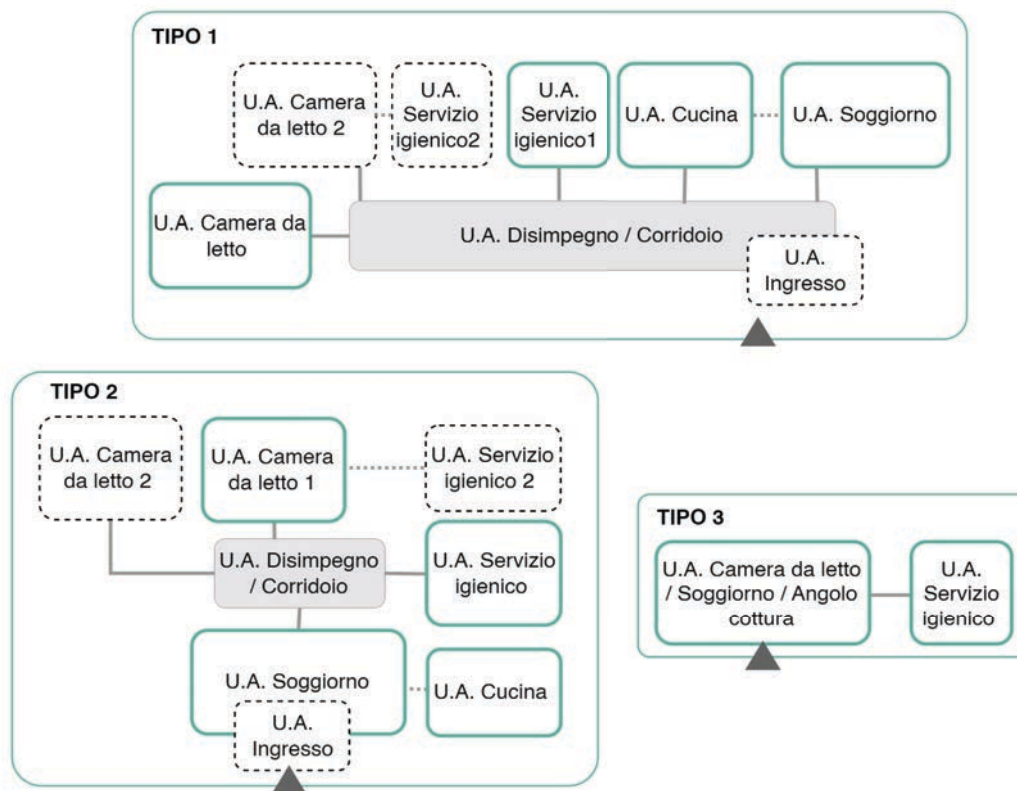 TIPO 1
U.A. Camera
da letto 2
U.A.
Servizio
igienico2
U.A.
Servizio
igienico1
U.A. Cucina
U.A. Soggiorno
U.A. Camera da
letto
U.A. Disimpegno / Corridoio
U.A.
Ingresso
TIPO 2
U.A. Camera
da letto 2
U.A. Camera
da letto 1
U.A. Servizio
igienico 2
U.A. Disimpegno
/ Corridoio
U.A. Servizio
igienico
U.A. Soggiorno
U.A. Cucina
U.A.
Ingresso
TIPO 3
U.A. Camera da letto
/ Soggiorno / Angolo
cottura
U.A.
Servizio
igienico